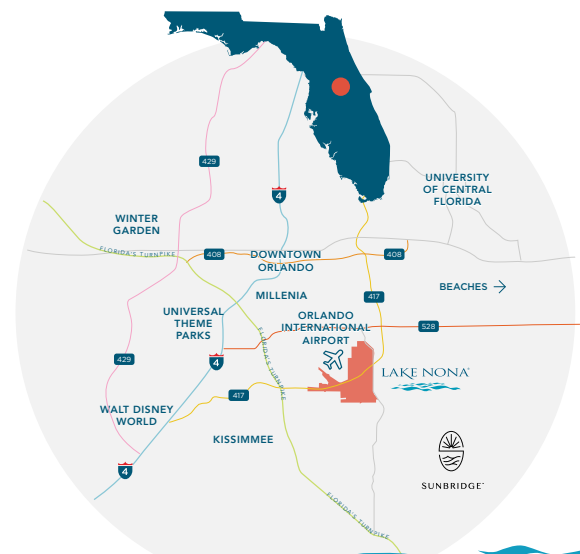 429
4
UNIVERSITY
OF CENTRAL
FLORIDA
WINTER
GARDEN
FLORIDA'S TURNPIKE
408
DOWNTOWN
ORLANDO
408
BEACHES
MILLENIA
417
UNIVERSAL
THEME
PARKS
ORLANDO
INTERNATIONAL
AIRPORT
528
FLORIDA'S TURNPIKE
429
4
LAKE NONA
417
WALT DISNEY
WORLD
KISSIMMEE
4
SUNBRIDGE
FLORIDA'S TURNPIKE